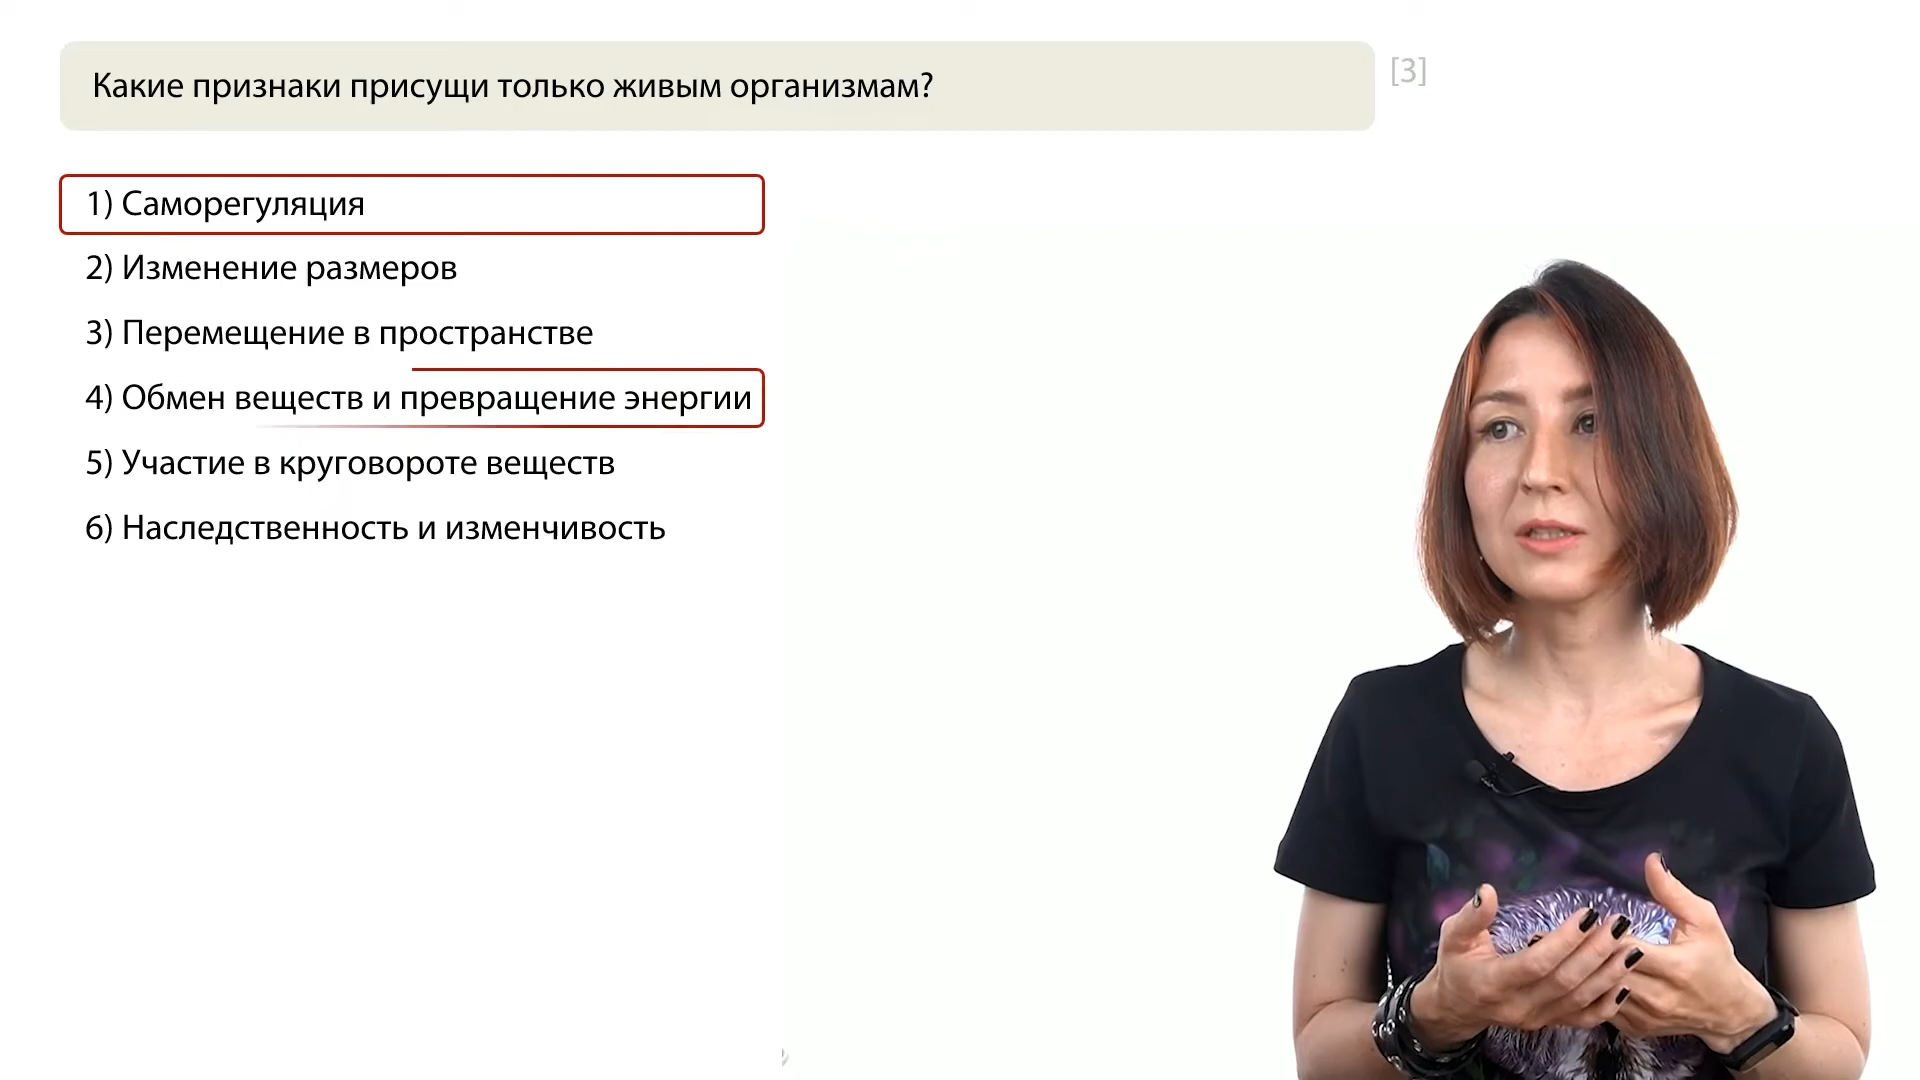 Какие признаки присущи только живым организмам?
[3]
1) Саморегуляция
2) Изменение размеров
3) Перемещение в пространстве
4) Обмен веществ и превращение энергии
5) Участие в круговороте веществ
6) Наследственность и изменчивость